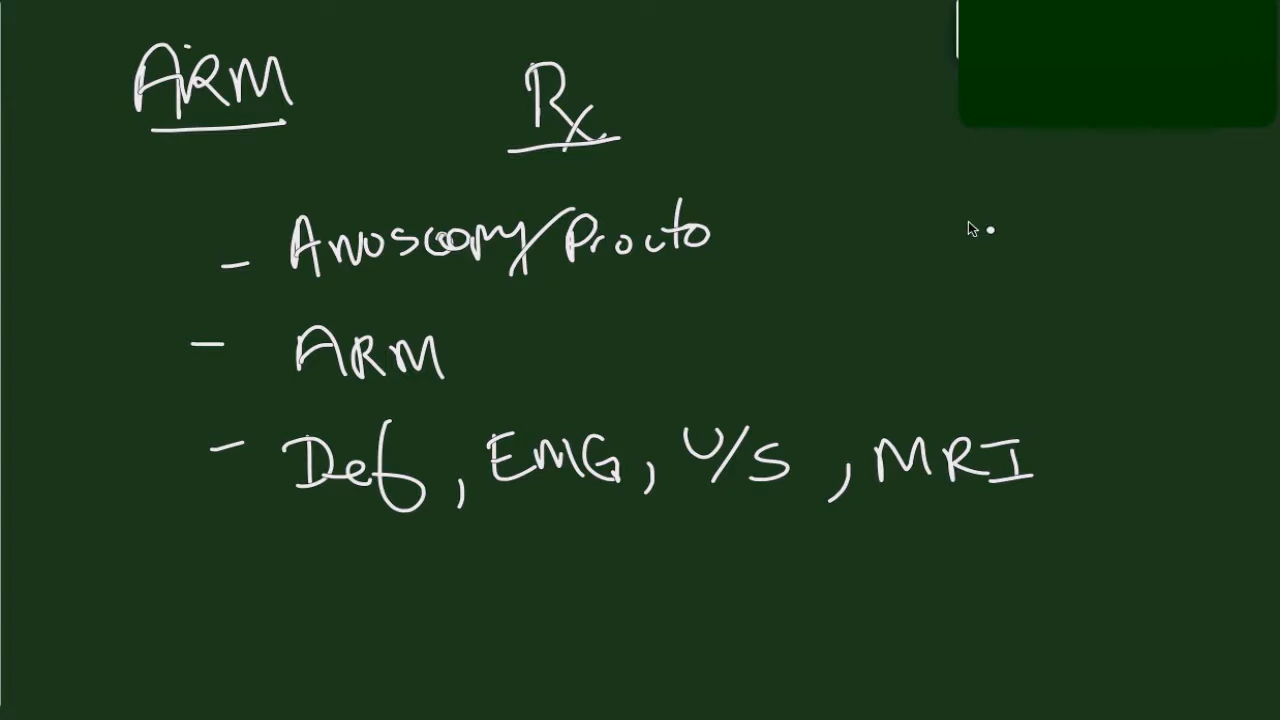 ARM
Rx
- Anoscopy/Procto
- ARM
- Def, EMG, U/S, MRI